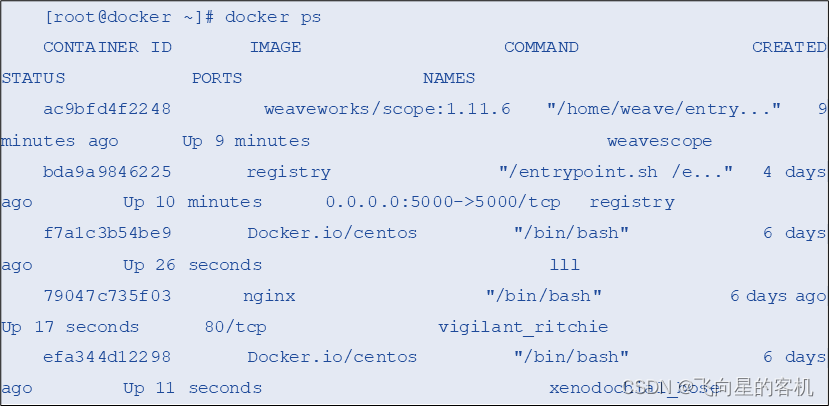 [root@docker ~]# docker ps
CONTAINER ID IMAGE COMMAND CREATED
STATUS PORTS NAMES
ac9bfd4f2248 weaveworks/scope:1.11.6 "/home/weave/entry..." 9
minutes ago Up 9 minutes weavescope
bda9a9846225 registry "/entrypoint.sh /e..." 4 days
ago Up 10 minutes 0.0.0.0:5000->5000/tcp registry
f7a1c3b54be9 Docker.io/centos "/bin/bash" 6 days
ago Up 26 seconds lll
79047c735f03 nginx "/bin/bash" 6 days ago
Up 17 seconds 80/tcp vigilant_ritchie
efa344d12298 Docker.io/centos "/bin/bash" 6 days
ago Up 11 seconds
CSDN @飞向星的客机